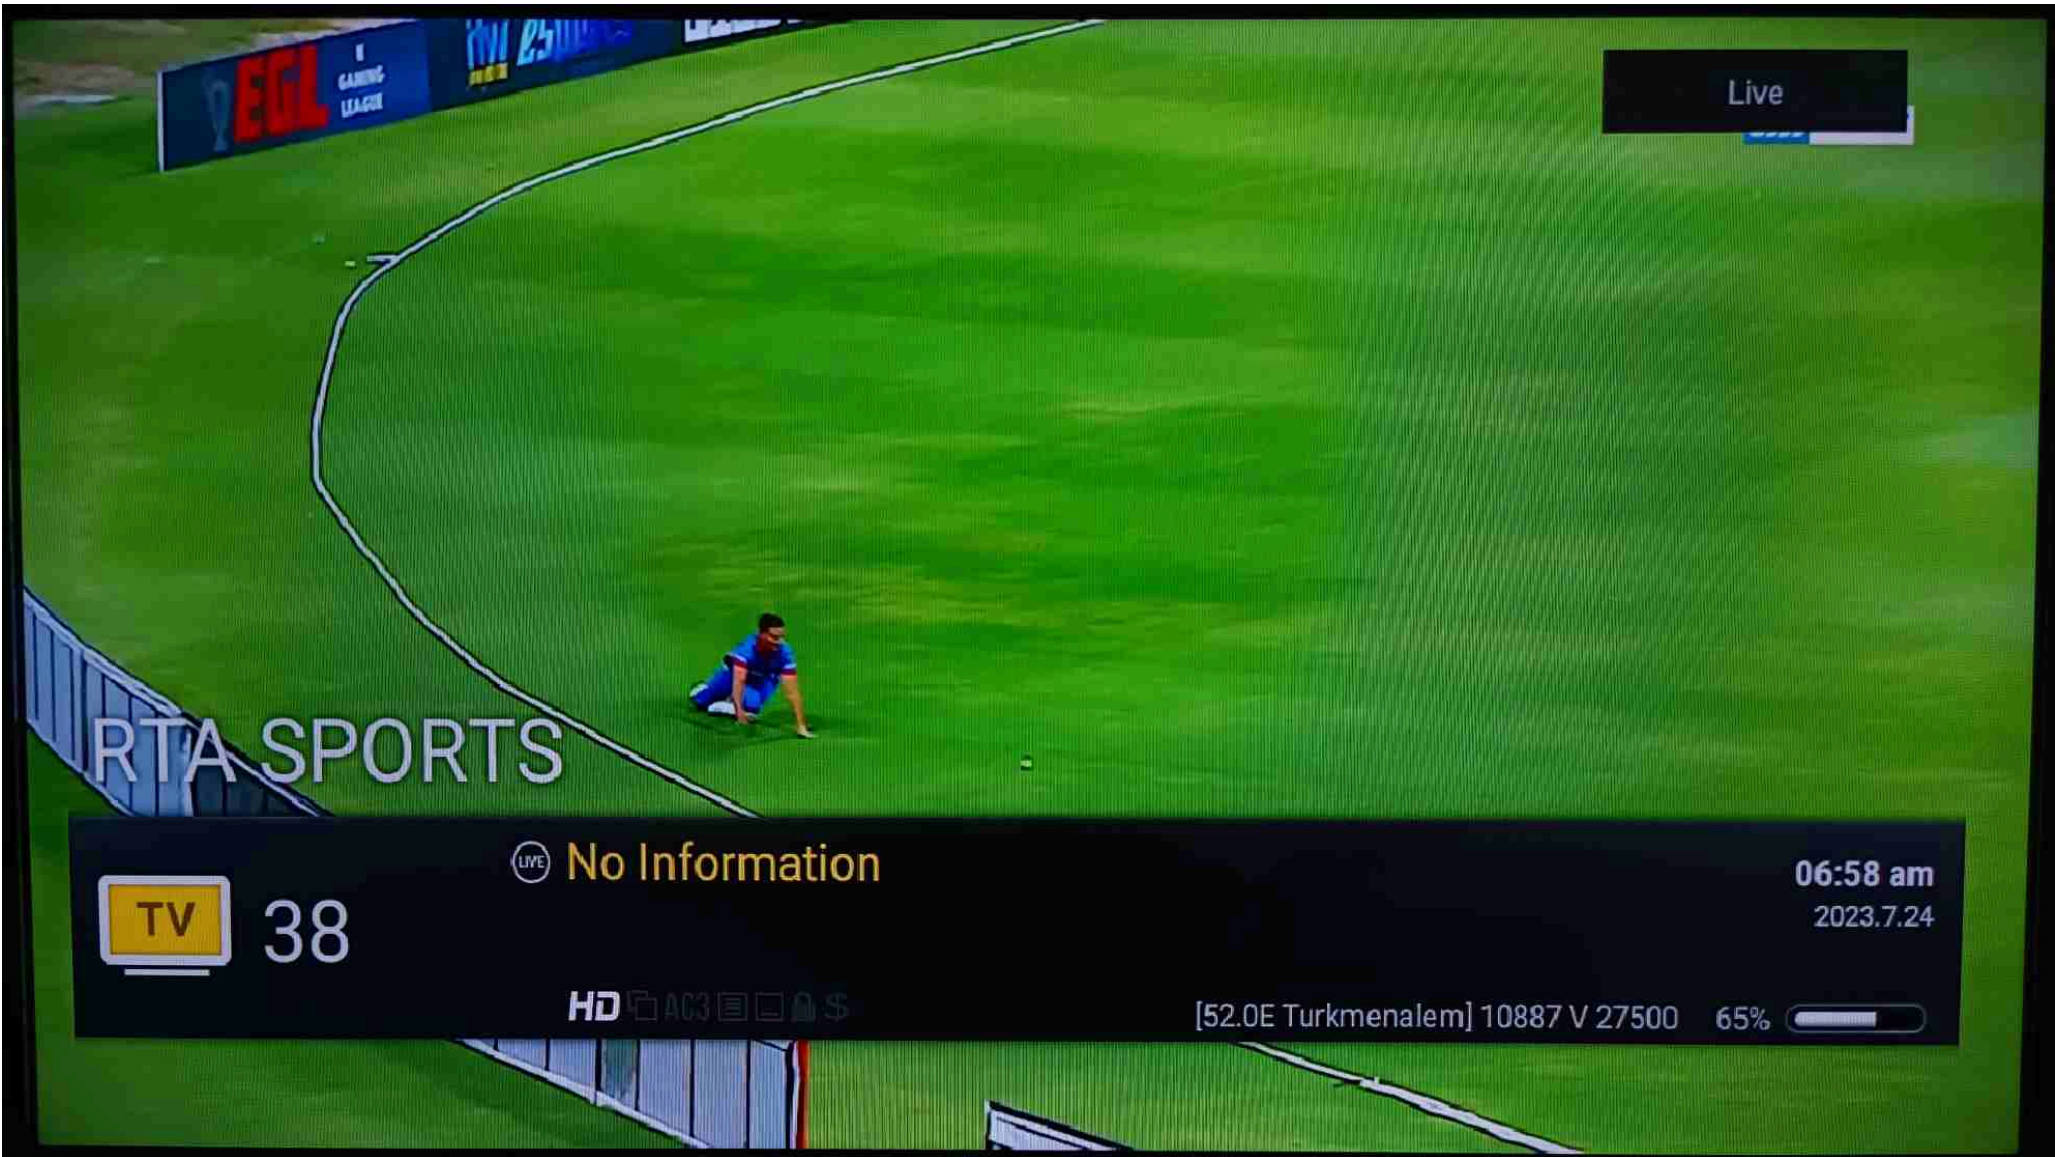 EGL
GAMING
LEAGUE
Live
RTA SPORTS
LIVE No Information
06:58 am
2023.7.24
TV 38
HD AC3 $
[52.0E Turkmenalem] 10887 V 27500 65%